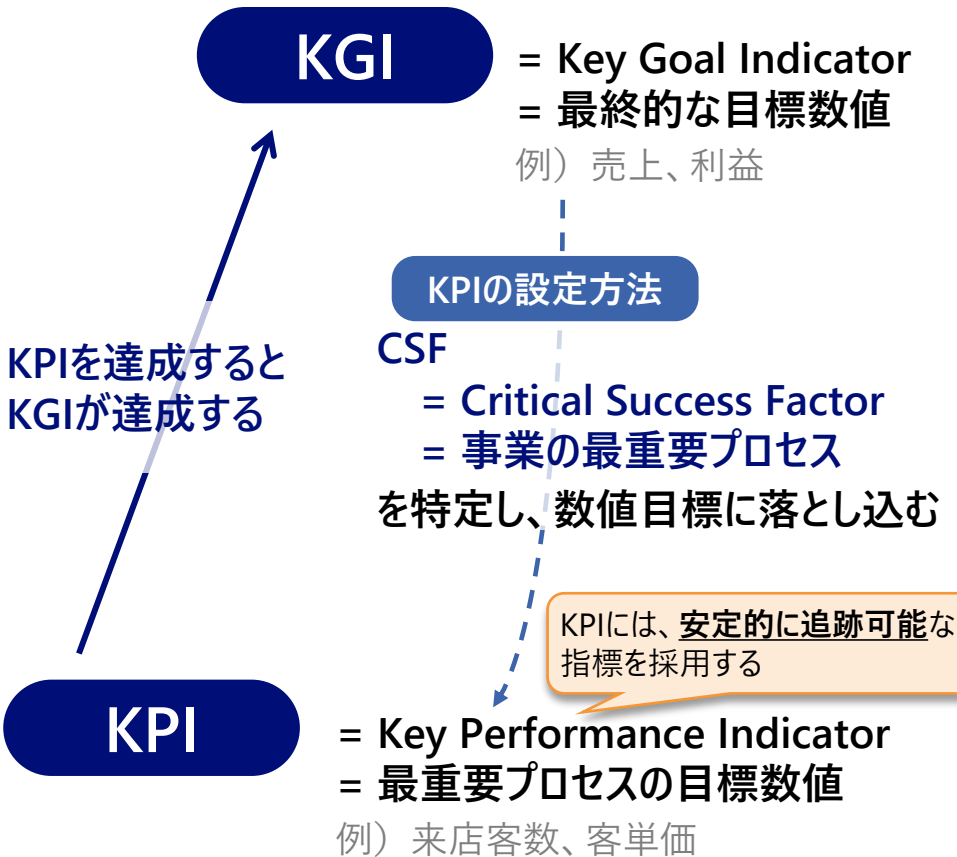 KGI
= Key Goal Indicator
= 最終的な目標数値
例）売上、利益
KPIの設定方法
KPIを達成すると
KGIが達成する
CSF
= Critical Success Factor
= 事業の最重要プロセス
を特定し、数値目標に落とし込む
KPIには、安定的に追跡可能な
指標を採用する
KPI
= Key Performance Indicator
= 最重要プロセスの目標数値
例）来店客数、客単価